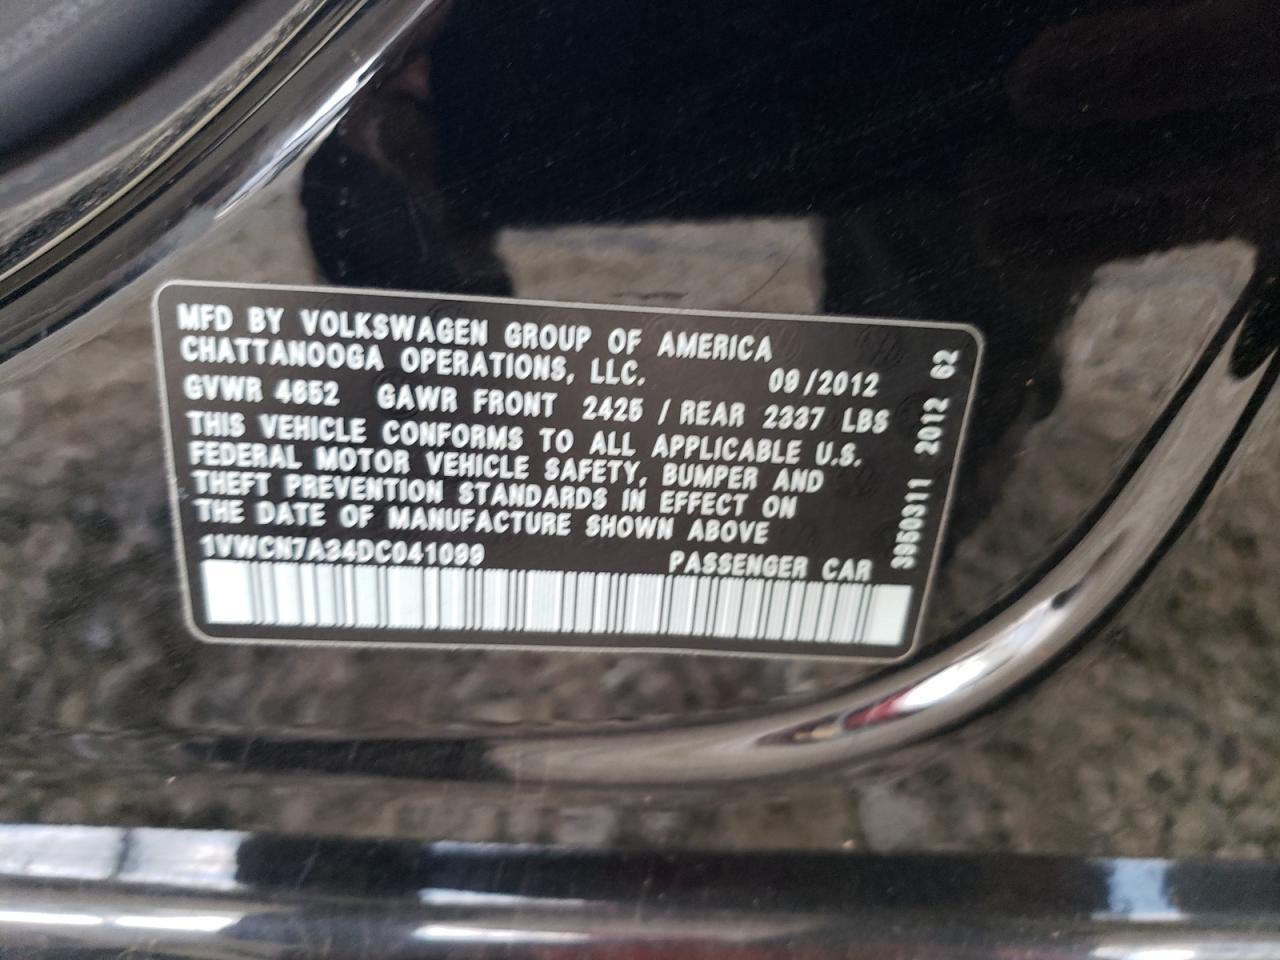 MFD BY VOLKSWAGEN GROUP OF AMERICA
CHATTANOOGA OPERATIONS, LLC. 09/2012
GVWR 4652 GAWR FRONT 2425 / REAR 2337 LBS
THIS VEHICLE CONFORMS TO ALL APPLICABLE U.S.
FEDERAL MOTOR VEHICLE SAFETY, BUMPER AND
THEFT PREVENTION STANDARDS IN EFFECT ON
THE DATE OF MANUFACTURE SHOWN ABOVE
1VWCN7A34DC041099 PASSENGER CAR
3950311 2012 62